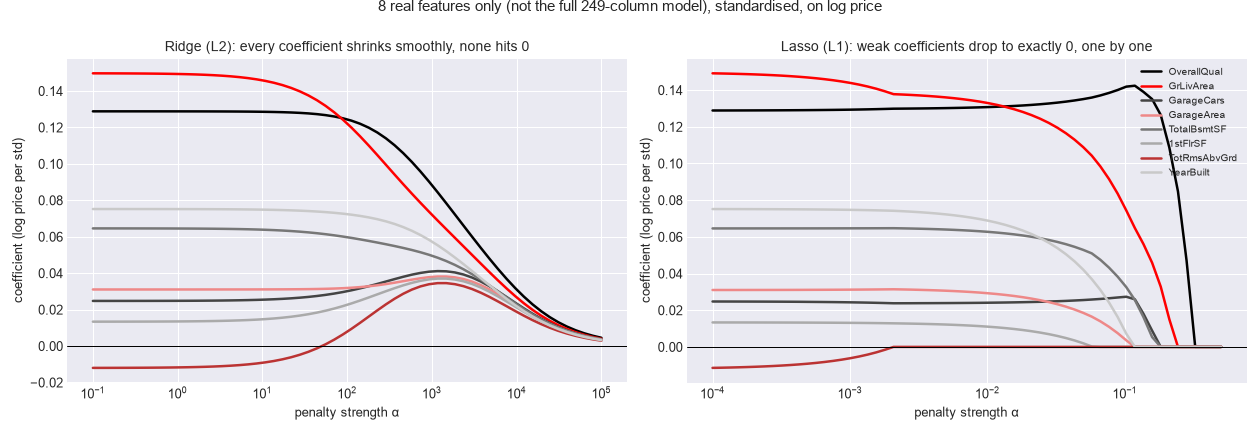 8 real features only (not the full 249-column model), standardised, on log price
Ridge (L2): every coefficient shrinks smoothly, none hits 0
coefficient (log price per std)
0.14
0.12
0.10
0.08
0.06
0.04
0.02
0.00
−0.02
10⁻¹ 10⁰ 10¹ 10² 10³ 10⁴ 10⁵
penalty strength α
Lasso (L1): weak coefficients drop to exactly 0, one by one
coefficient (log price per std)
0.14
0.12
0.10
0.08
0.06
0.04
0.02
0.00
OverallQual
GrLivArea
GarageCars
GarageArea
TotalBsmtSF
1stFlrSF
TotRmsAbvGrd
YearBuilt
10⁻⁴ 10⁻³ 10⁻² 10⁻¹
penalty strength α